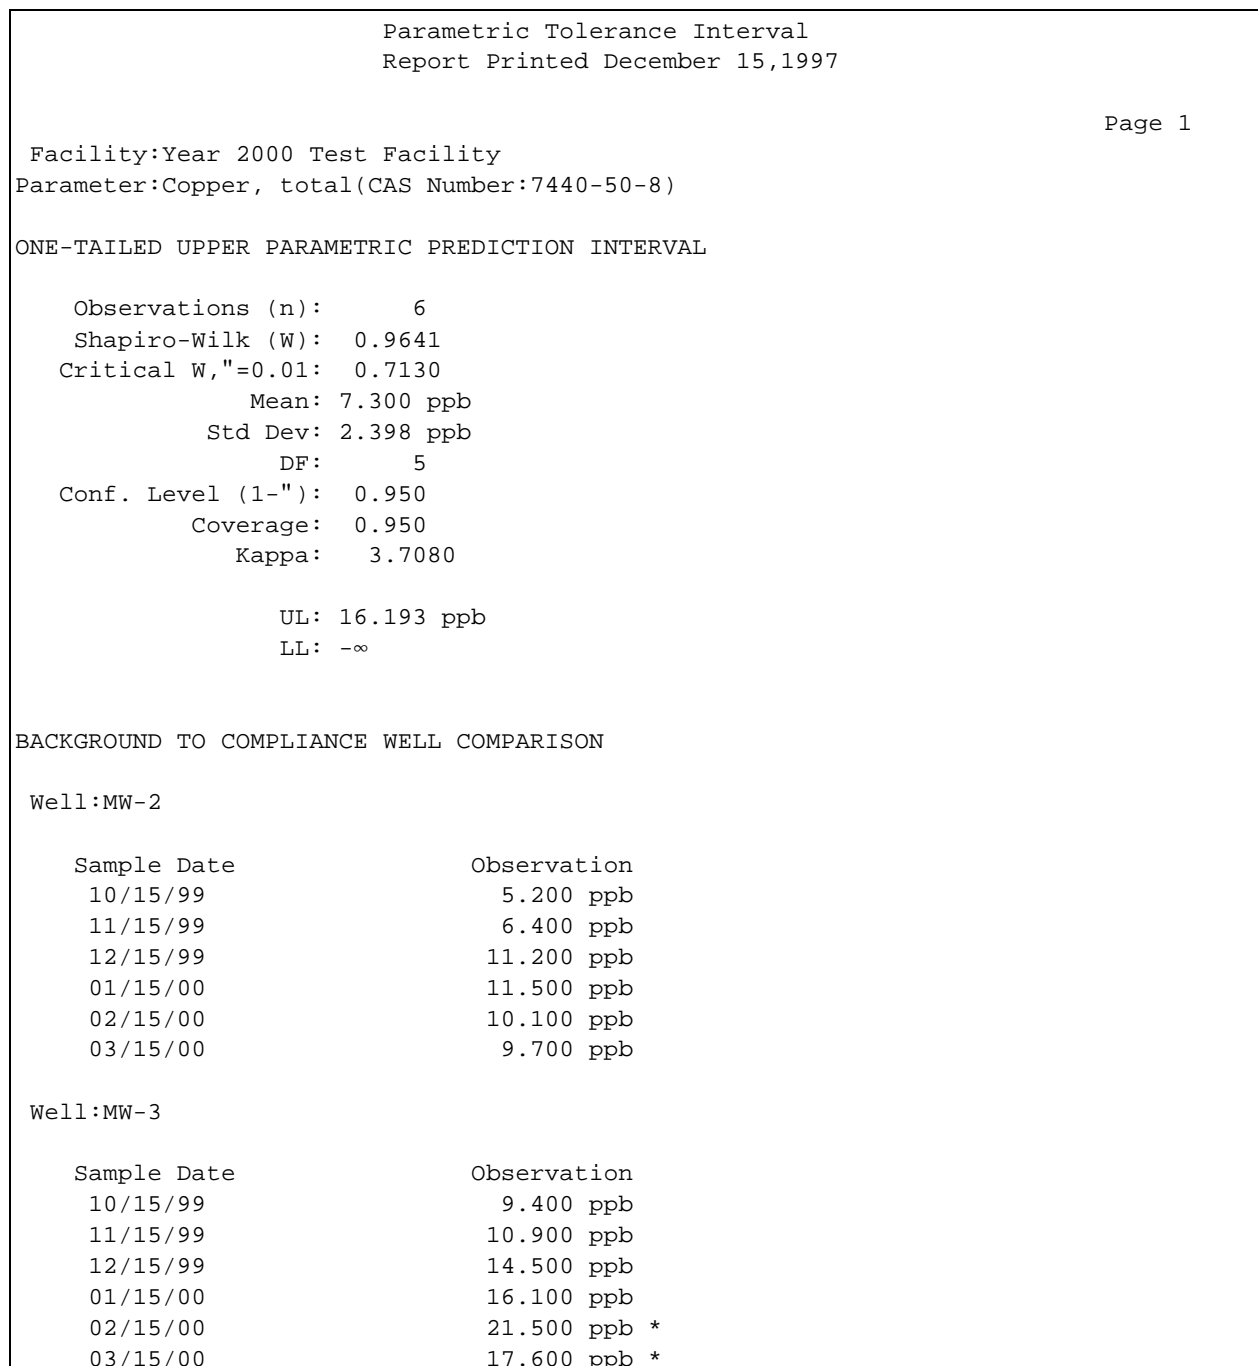 Parametric Tolerance Interval
Report Printed December 15,1997
Page 1
Facility:Year 2000 Test Facility
Parameter:Copper, total(CAS Number:7440-50-8)
ONE-TAILED UPPER PARAMETRIC PREDICTION INTERVAL
Observations (n): 6
Shapiro-Wilk (W): 0.9641
Critical W,"=0.01: 0.7130
Mean: 7.300 ppb
Std Dev: 2.398 ppb
DF: 5
Conf. Level (1-"): 0.950
Coverage: 0.950
Kappa: 3.7080
UL: 16.193 ppb
LL: -∞
BACKGROUND TO COMPLIANCE WELL COMPARISON
Well:MW-2
Sample Date Observation
10/15/99 5.200 ppb
11/15/99 6.400 ppb
12/15/99 11.200 ppb
01/15/00 11.500 ppb
02/15/00 10.100 ppb
03/15/00 9.700 ppb
Well:MW-3
Sample Date Observation
10/15/99 9.400 ppb
11/15/99 10.900 ppb
12/15/99 14.500 ppb
01/15/00 16.100 ppb
02/15/00 21.500 ppb *
03/15/00 17.600 ppb *